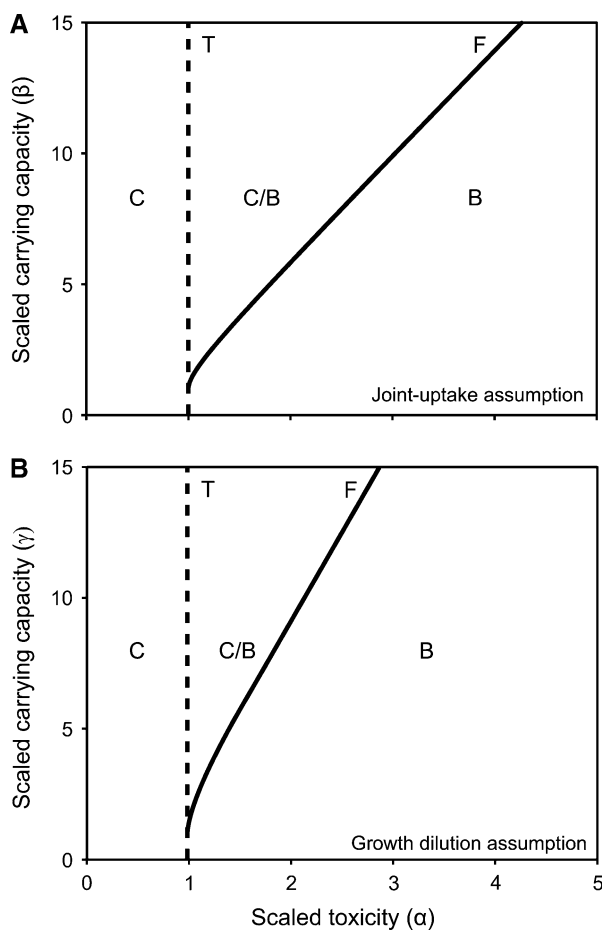 A
15
T
F
10
C
C/B
B
5
0
Scaled carrying capacity (β)
Joint-uptake assumption
B
15
T
F
10
C
C/B
B
5
0
Scaled carrying capacity (γ)
Growth dilution assumption
0 1 2 3 4 5
Scaled toxicity (α)